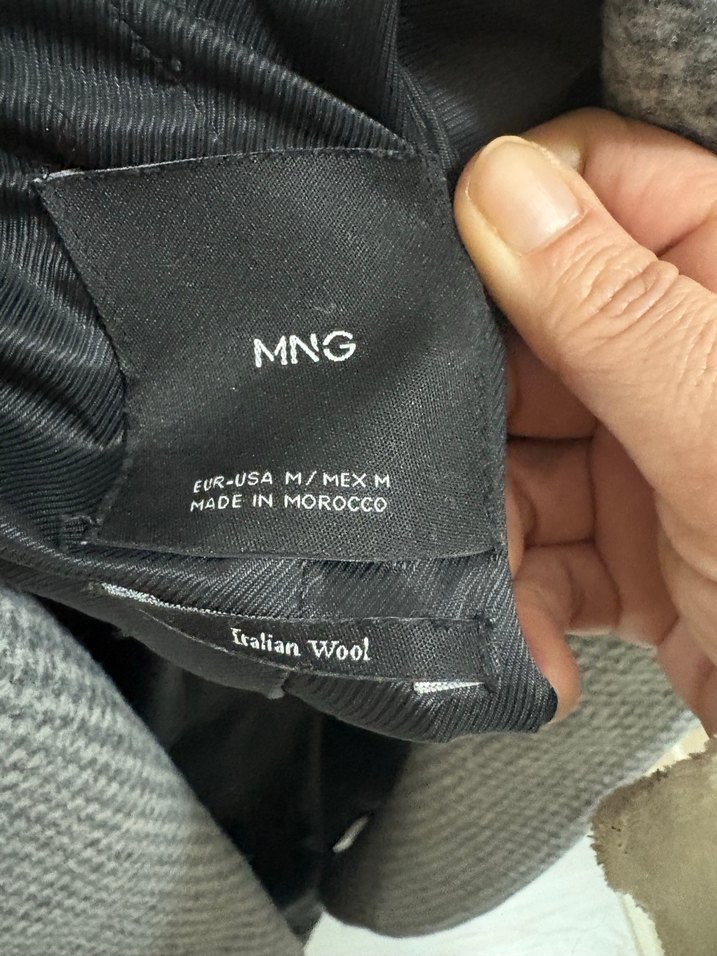 MNG
EUR-USA M/MEX M
MADE IN MOROCCO
Italian Wool